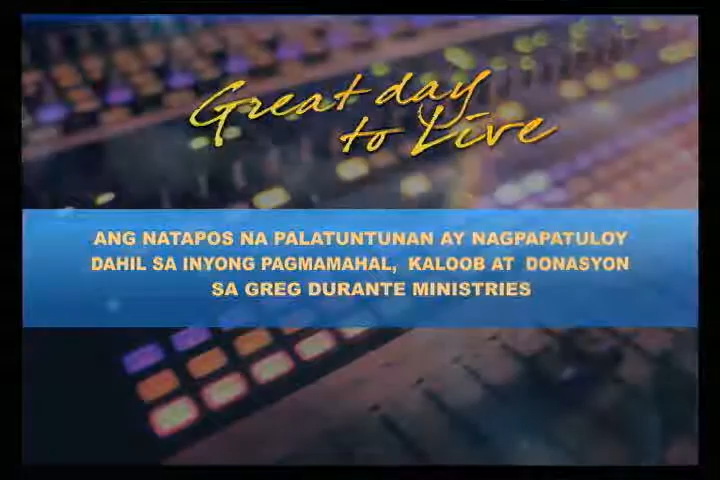 Great day
to Live
ANG NATAPOS NA PALATUNTUNAN AY NAGPAPATULOY
DAHIL SA INYONG PAGMAMAHAL, KALOOB AT DONASYON
SA GREG DURANTE MINISTRIES